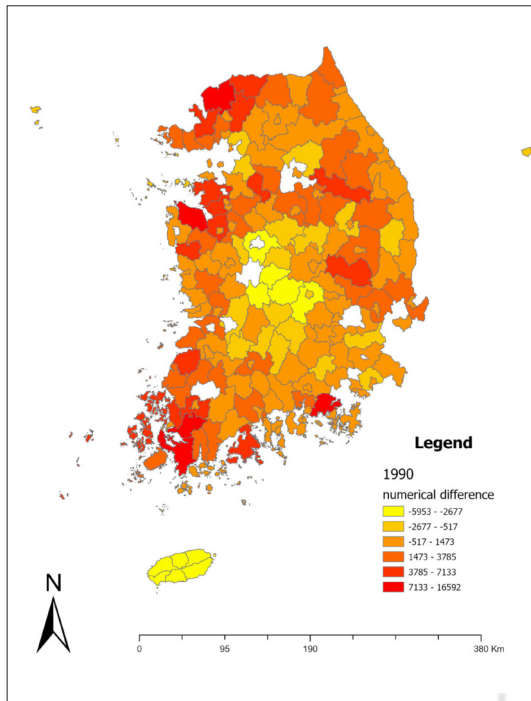 Legend
1990
numerical difference
-5953 - -2677
-2677 - -517
-517 - 1473
1473 - 3785
3785 - 7133
7133 - 16592
N
0 95 190 380 Km